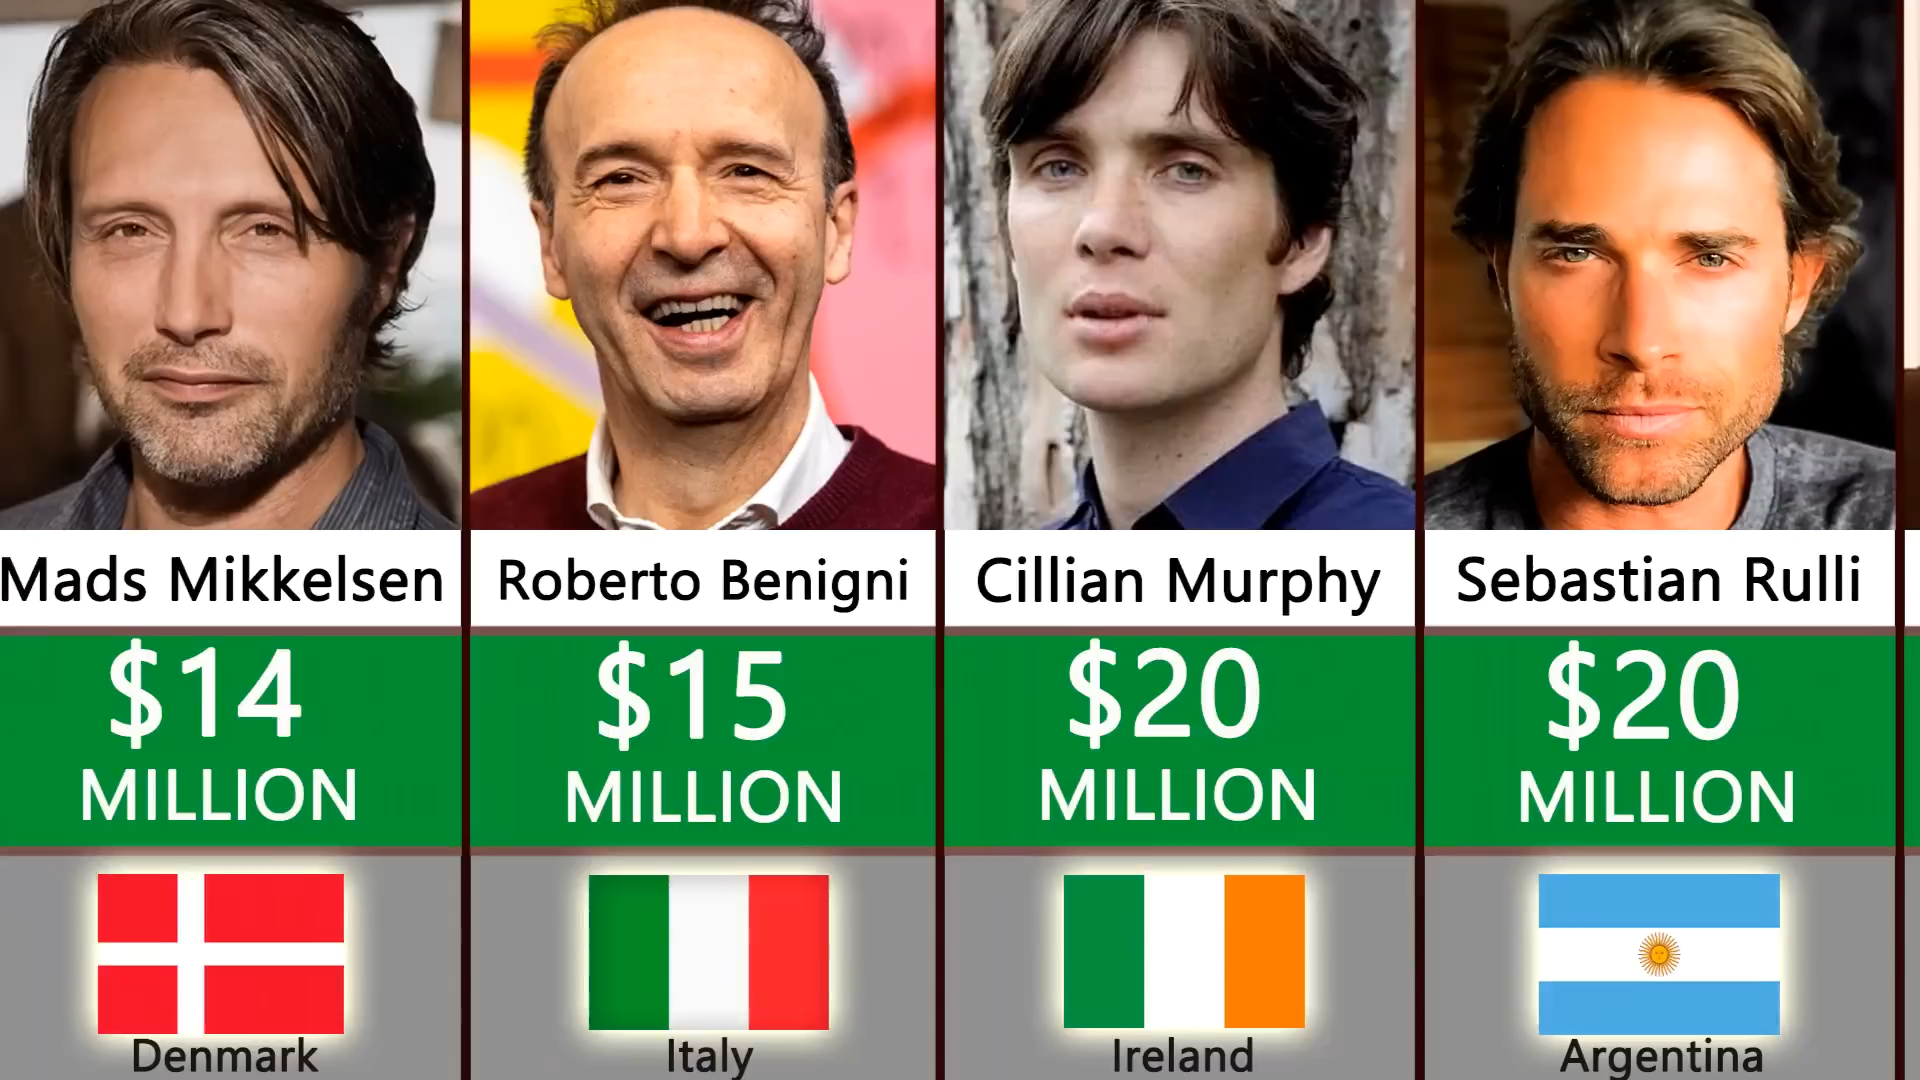 Mads Mikkelsen
$14
MILLION
Denmark
Roberto Benigni
$15
MILLION
Italy
Cillian Murphy
$20
MILLION
Ireland
Sebastian Rulli
$20
MILLION
Argentina